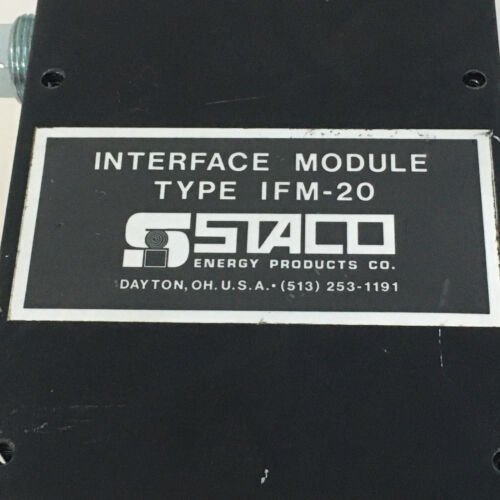 INTERFACE MODULE
TYPE IFM-20
STACO
ENERGY PRODUCTS CO.
DAYTON, OH. U.S.A. • (513) 253-1191